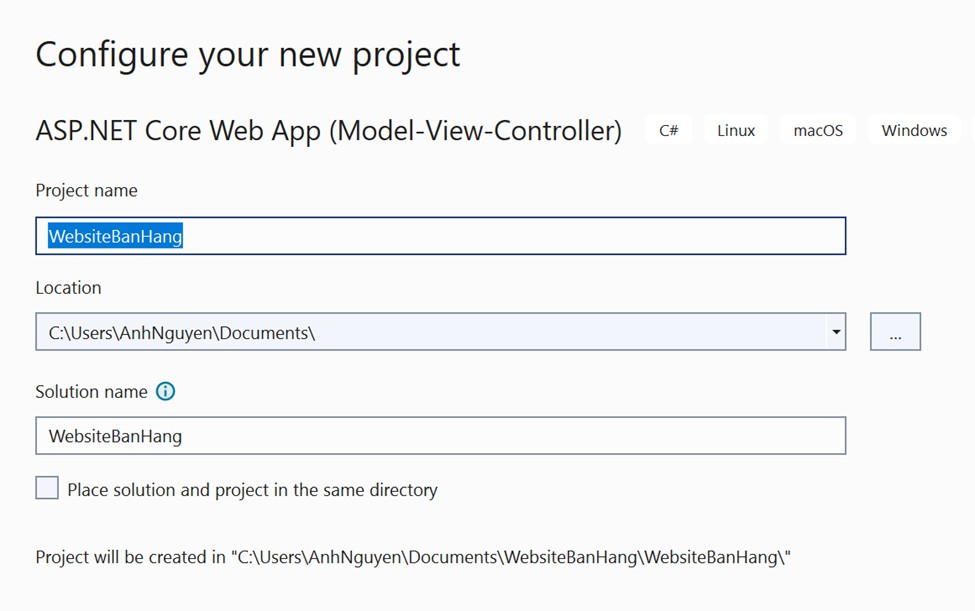 Configure your new project
ASP.NET Core Web App (Model-View-Controller) C# Linux macOS Windows
Project name
WebsiteBanHang
Location
C:\Users\AnhNguyen\Documents\
...
Solution name
WebsiteBanHang
Place solution and project in the same directory
Project will be created in "C:\Users\AnhNguyen\Documents\WebsiteBanHang\WebsiteBanHang\"